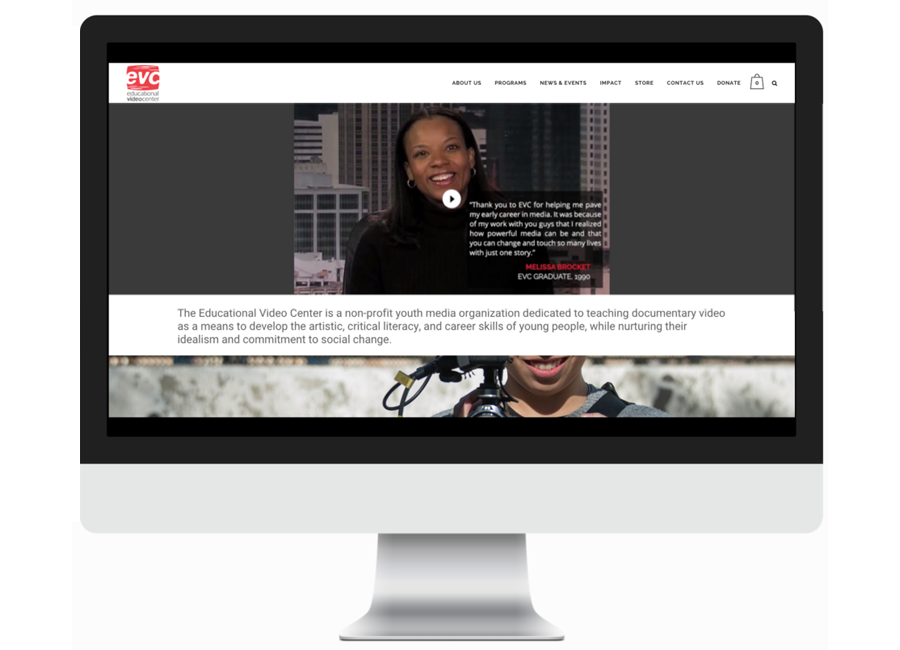 evc
educational
videocenter
ABOUT US PROGRAMS NEWS & EVENTS IMPACT STORE CONTACT US DONATE 0
"Thank you to EVC for helping me pave
my early career in media. It was because
of my work with you guys that I realized
how powerful media can be and that
you can change and touch so many lives
with just one story."
MELISSA BROCKET
EVC GRADUATE, 1990
The Educational Video Center is a non-profit youth media organization dedicated to teaching documentary video
as a means to develop the artistic, critical literacy, and career skills of young people, while nurturing their
idealism and commitment to social change.